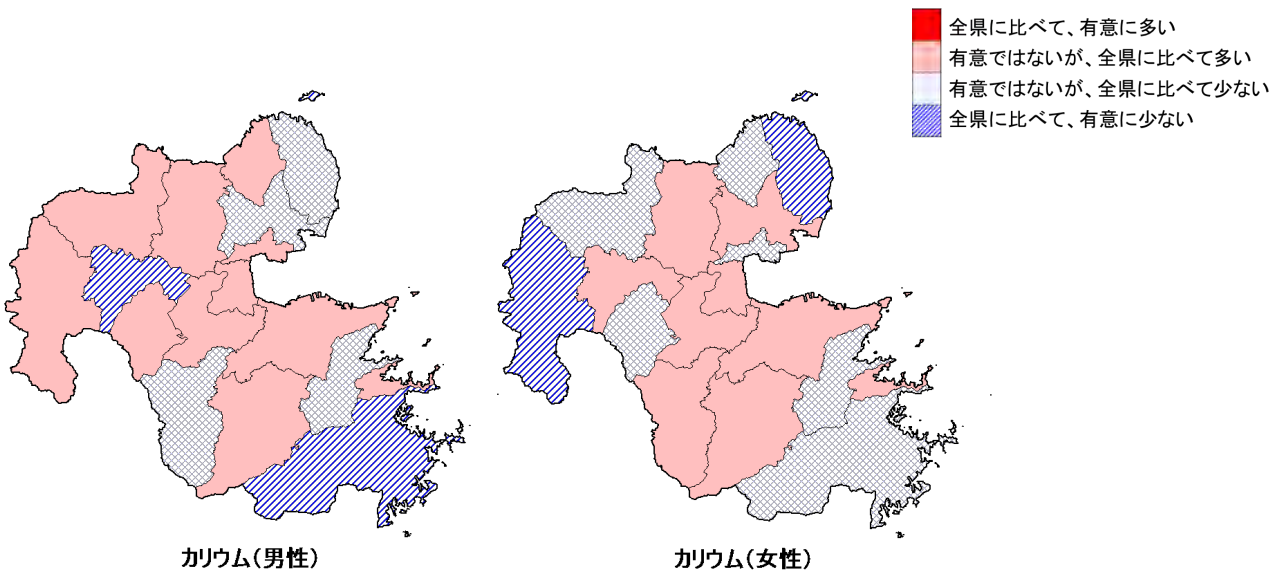 全県に比べて、有意に多い
有意ではないが、全県に比べて多い
有意ではないが、全県に比べて少ない
全県に比べて、有意に少ない
カリウム(男性)
カリウム(女性)